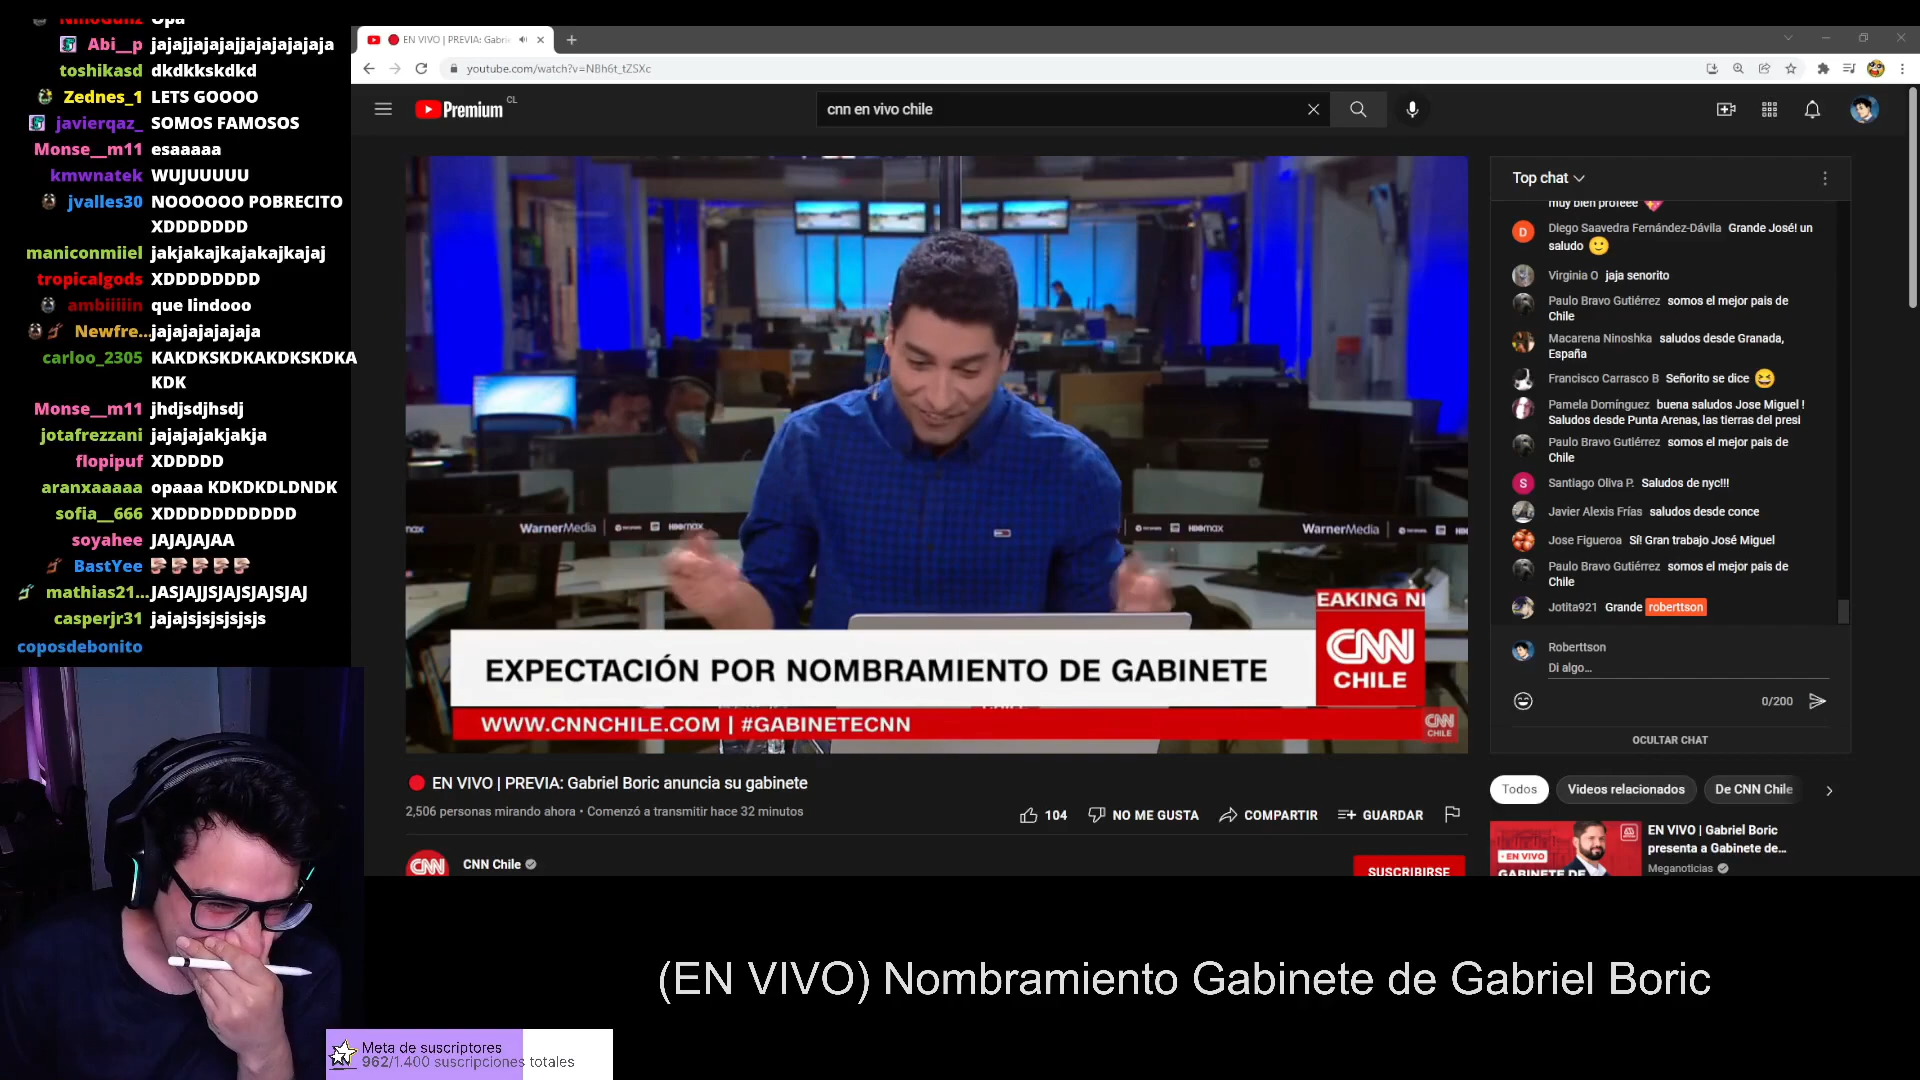 NinoGunz Opa
Abi__p jajajjajajajjajajajajaja
toshikasd dkdkkskdkd
Zednes_1 LETS GOOOO
javierqaz_ SOMOS FAMOSOS
Monse__m11 esaaaaa
kmwnatek WUJUUUUU
jvalles30 NOOOOOO POBRECITO
XDDDDDDD
maniconmiiel jakjakajkajakajkajaj
tropicalgods XDDDDDDDD
ambiiiiin que lindooo
Newfre... jajajajajajaja
carloo_2305 KAKDKSKDKAKDKSKDKA
KDK
Monse__m11 jhdjsdjhsdj
jotafrezzani jajajajakjakja
flopipuf XDDDDD
aranxaaaaa opaaa KDKDKDLDNDK
sofia__666 XDDDDDDDDDDD
soyahee JAJAJAJAA
BastYee
mathias21... JASJAJJSJAJSJAJSJAJ
casperjr31 jajajsjsjsjsjsjs
coposdebonito
EN VIVO | PREVIA: Gabri
youtube.com/watch?v=NBh6t_tZSXc
Premium CL
cnn en vivo chile
WarnerMedia HBOmax
HBOmax WarnerMedia
EAKING NE
CNN
CHILE
EXPECTACIÓN POR NOMBRAMIENTO DE GABINETE
WWW.CNNCHILE.COM | #GABINETECNN
CNN
CHILE
Top chat
muy bien profeee
Diego Saavedra Fernández-Dávila Grande José! un
saludo
Virginia O jaja senorito
Paulo Bravo Gutiérrez somos el mejor pais de
Chile
Macarena Ninoshka saludos desde Granada,
España
Francisco Carrasco B Señorito se dice
Pamela Domínguez buena saludos Jose Miguel !
Saludos desde Punta Arenas, las tierras del presi
Paulo Bravo Gutiérrez somos el mejor pais de
Chile
S Santiago Oliva P. Saludos de nyc!!!
Javier Alexis Frías saludos desde conce
Jose Figueroa Sí! Gran trabajo José Miguel
Paulo Bravo Gutiérrez somos el mejor pais de
Chile
Jotita921 Grande roberttson
Roberttson
Di algo...
0/200
OCULTAR CHAT
EN VIVO | PREVIA: Gabriel Boric anuncia su gabinete
2,506 personas mirando ahora • Comenzó a transmitir hace 32 minutos
104 NO ME GUSTA COMPARTIR GUARDAR
CNN CNN Chile
SUSCRIBIRSE
Todos Videos relacionados De CNN Chile
• EN VIVO
GABINETE DE
EN VIVO | Gabriel Boric
presenta a Gabinete de...
Meganoticias
(EN VIVO) Nombramiento Gabinete de Gabriel Boric
Meta de suscriptores
962/1.400 suscripciones totales